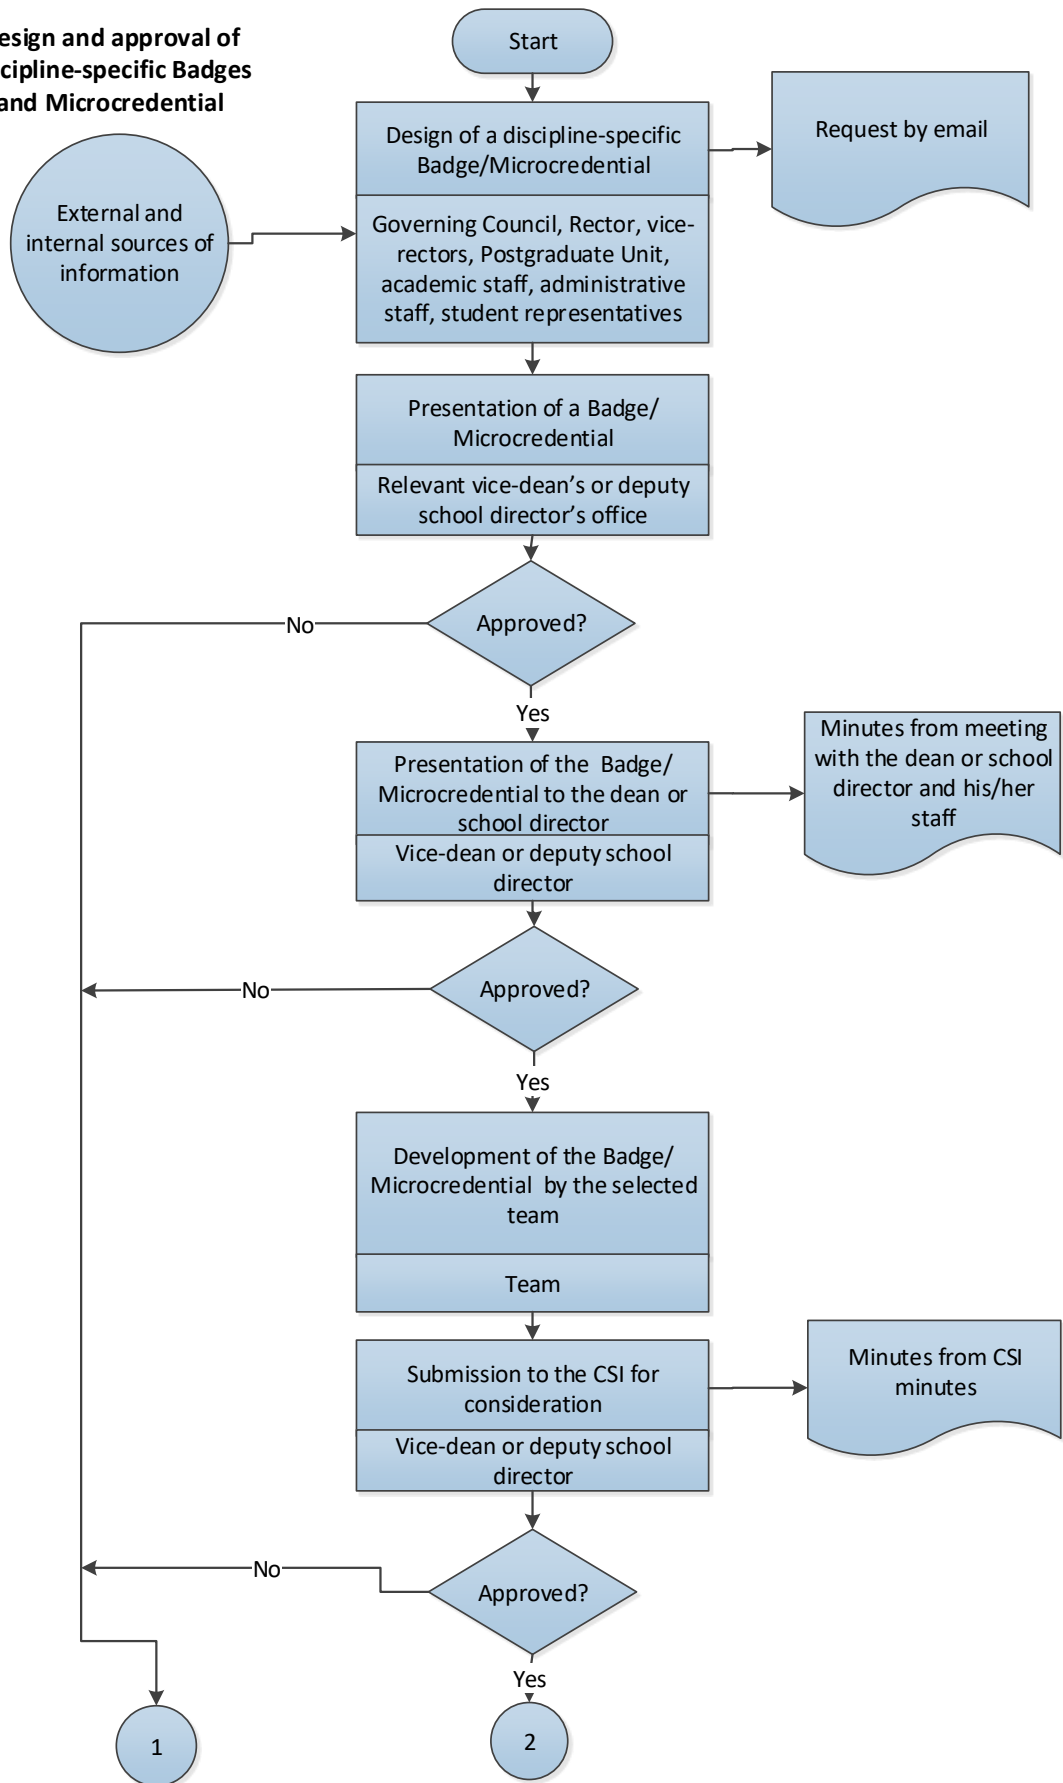 esign and approval of
cipline-specific Badges
and Microcredential
Start
Design of a discipline-specific
Badge/Microcredential
Request by email
External and
internal sources of
information
Governing Council, Rector, vice-
rectors, Postgraduate Unit,
academic staff, administrative
staff, student representatives
Presentation of a Badge/
Microcredential
Relevant vice-dean’s or deputy
school director’s office
Approved?
No
Yes
Presentation of the Badge/
Microcredential to the dean or
school director
Vice-dean or deputy school
director
Minutes from meeting
with the dean or school
director and his/her
staff
Approved?
No
Yes
Development of the Badge/
Microcredential by the selected
team
Team
Submission to the CSI for
consideration
Vice-dean or deputy school
director
Minutes from CSI
minutes
Approved?
No
Yes
1
2